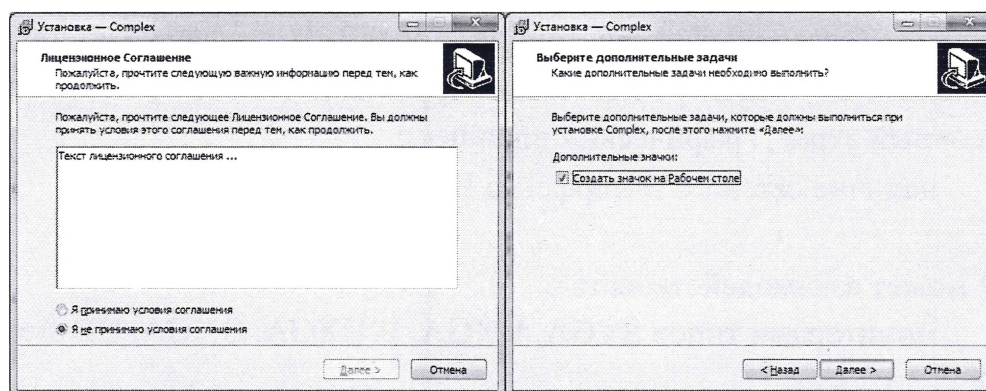 Установка — Complex
Лицензионное Соглашение
Пожалуйста, прочтите следующую важную информацию перед тем, как
продолжить.
Пожалуйста, прочтите следующее Лицензионное Соглашение. Вы должны
принять условия этого соглашения перед тем, как продолжить.
Текст лицензионного соглашения ...
Я принимаю условия соглашения
Я не принимаю условия соглашения
Далее >
Отмена
Установка — Complex
Выберите дополнительные задачи
Какие дополнительные задачи необходимо выполнить?
Выберите дополнительные задачи, которые должны выполниться при
установке Complex, после этого нажмите «Далее»:
Дополнительные значки:
Создать значок на Рабочем столе
< Назад
Далее >
Отмена